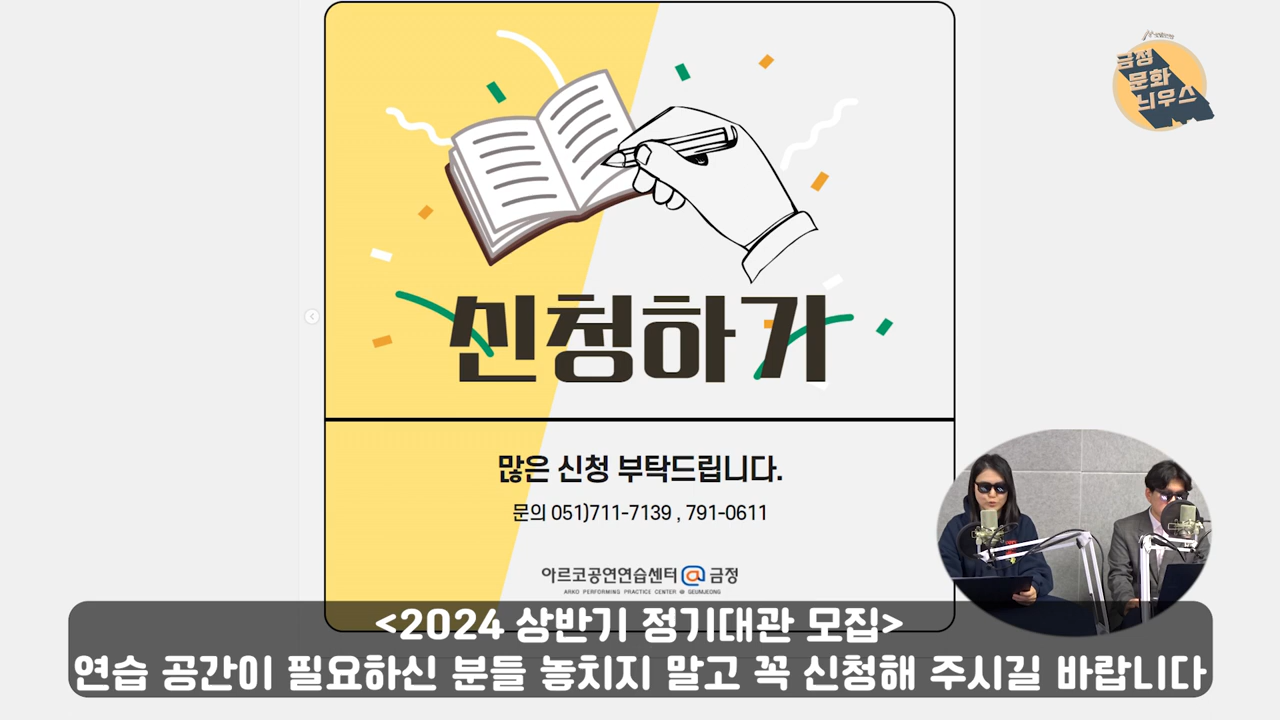 금정
문화
늬우스
신청하기
많은 신청 부탁드립니다.
문의 051)711-7139 , 791-0611
아르코공연연습센터@금정
ARKO PERFORMING PRACTICE CENTER @ GEUMJEONG
<2024 상반기 정기대관 모집>
연습 공간이 필요하신 분들 놓치지 말고 꼭 신청해 주시길 바랍니다